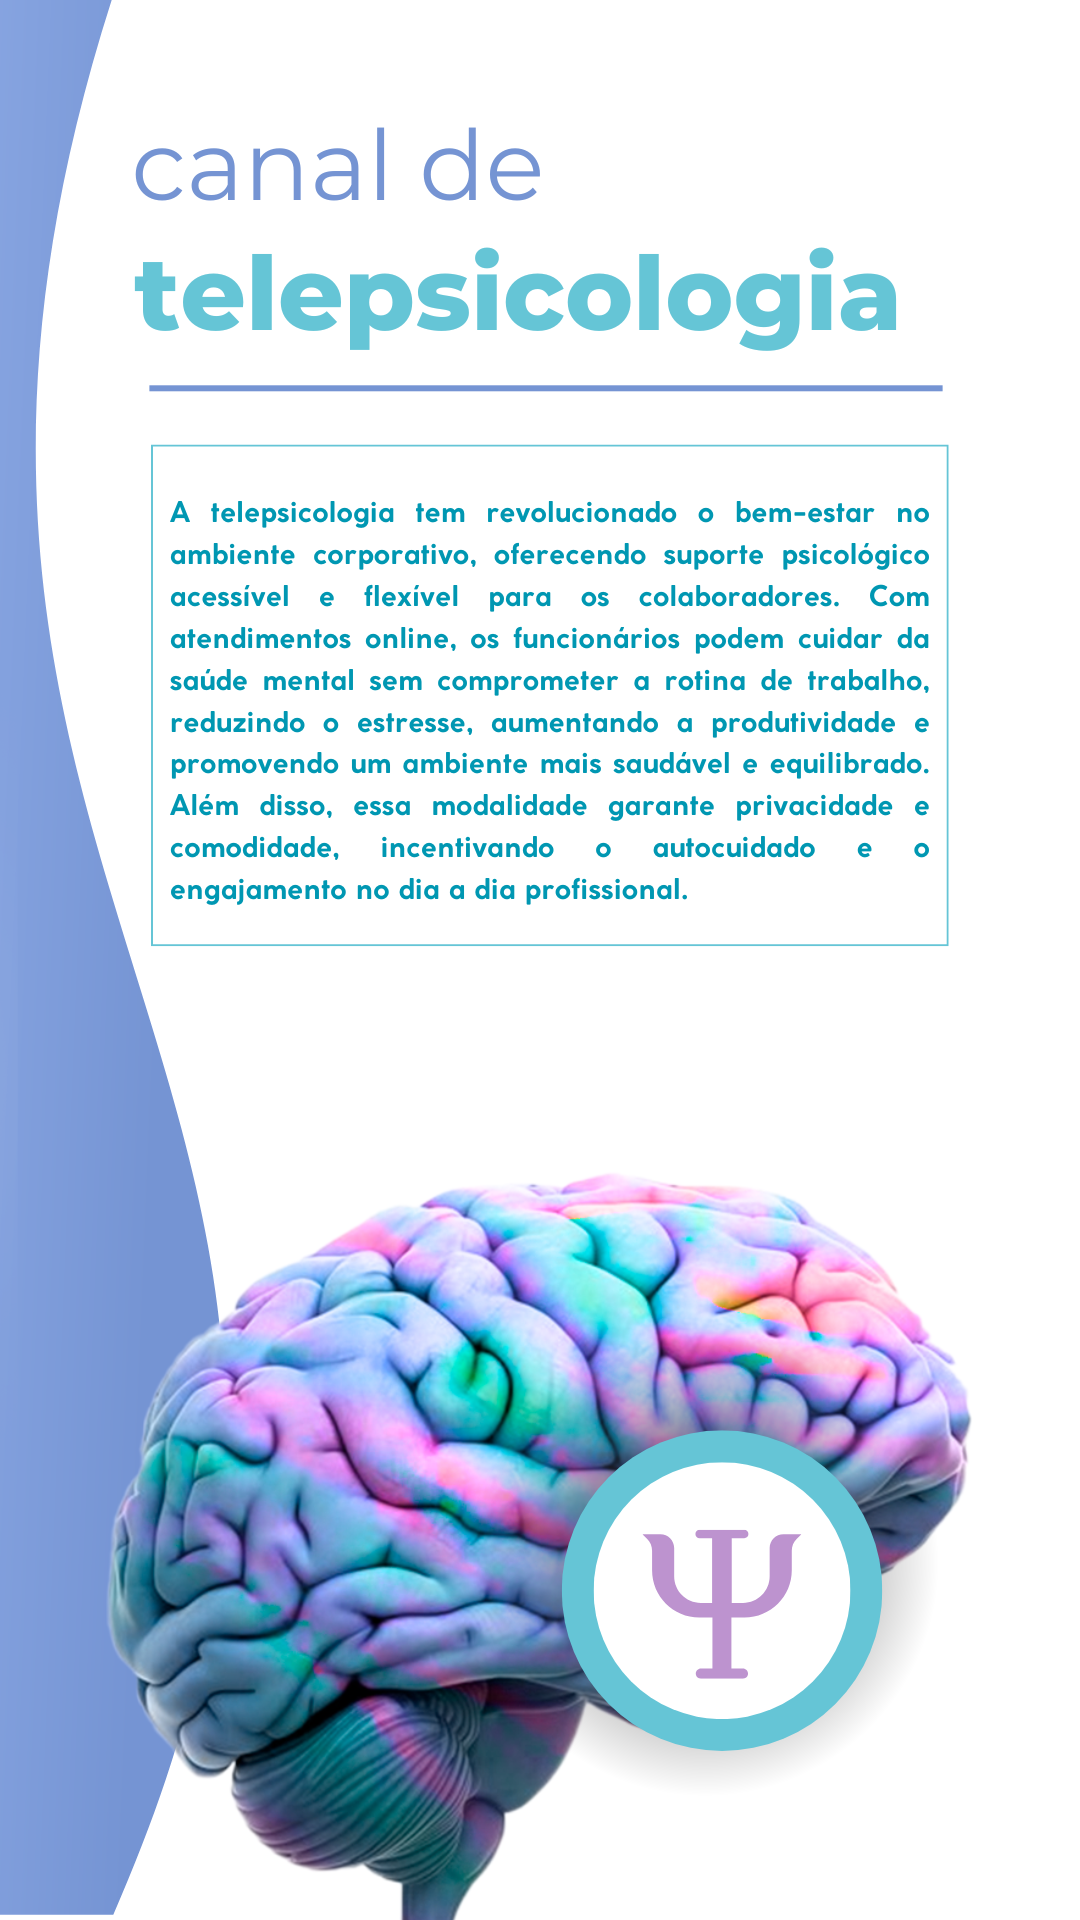 canal de
telepsicologia
A telepsicologia tem revolucionado o bem-estar no
ambiente corporativo, oferecendo suporte psicológico
acessível e flexível para os colaboradores. Com
atendimentos online, os funcionários podem cuidar da
saúde mental sem comprometer a rotina de trabalho,
reduzindo o estresse, aumentando a produtividade e
promovendo um ambiente mais saudável e equilibrado.
Além disso, essa modalidade garante privacidade e
comodidade, incentivando o autocuidado e o
engajamento no dia a dia profissional.
Ψ